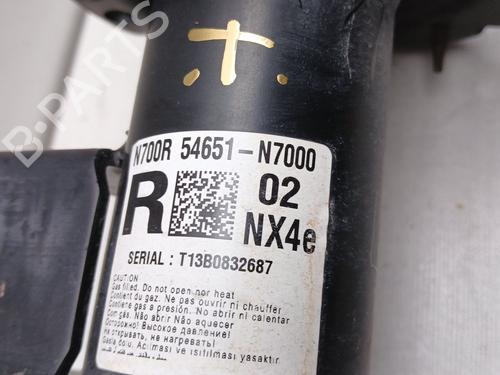 N700R 54651-N7000
R 02
NX4e
SERIAL : T13B0832687
CAUTION
Gas filled. Do not open nor heat
Contient du gaz. Ne pas ouvrir ni chauffer
Contiene gas a presión. No abrir ni calentar
Com gás. Não Abrir Não Aquecer
Осторожно! Высокое давление!
Не открывать, не нагревать!
Gazla dolu. Açılması ve ısıtılması yasaktır.
B-PARTS